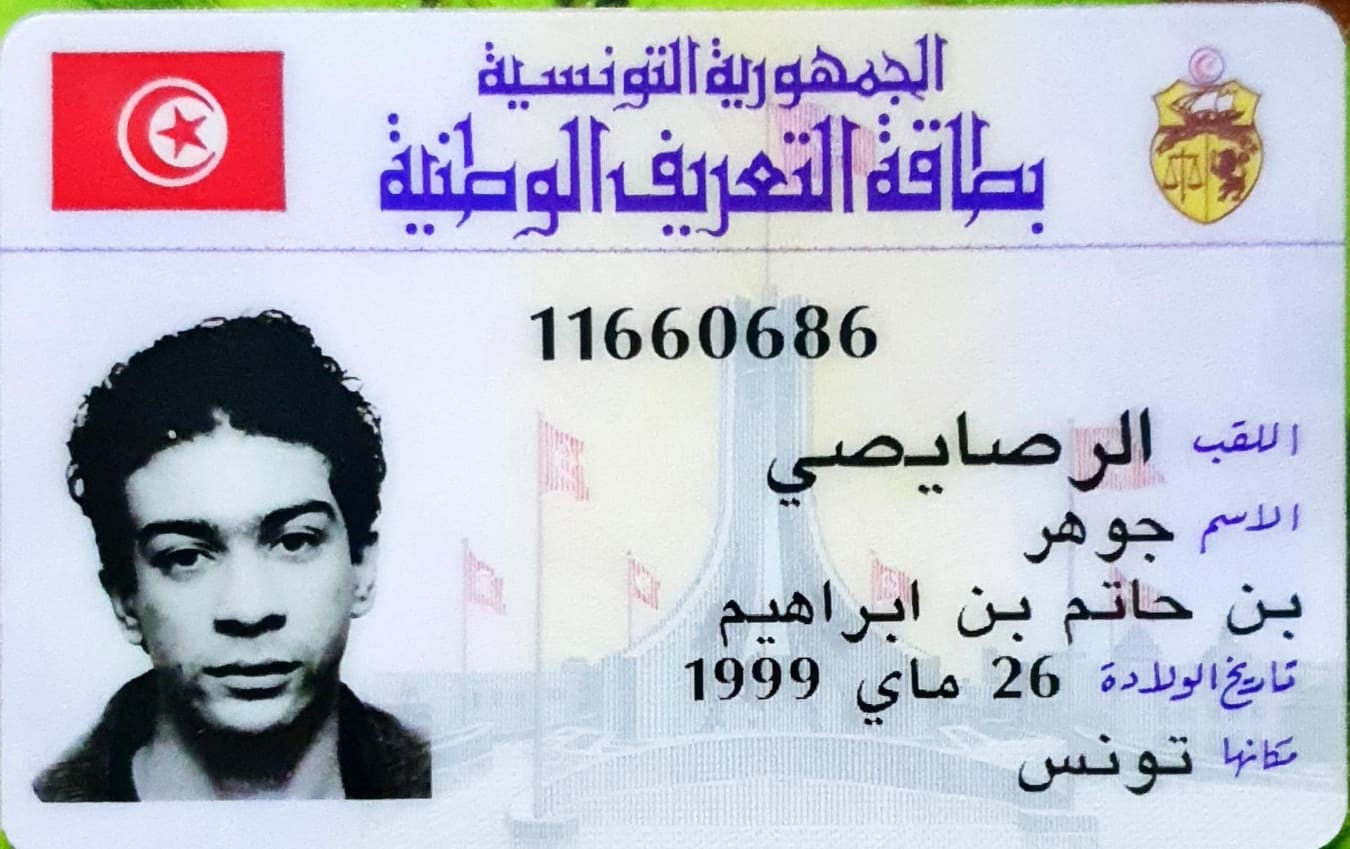 الجمهورية التونسية
بطاقة التعريف الوطنية
11660686
اللقب الرصايصي
الاسم جوهر
بن حاتم بن ابراهيم
تاريخ الولادة 26 ماي 1999
مكانها تونس